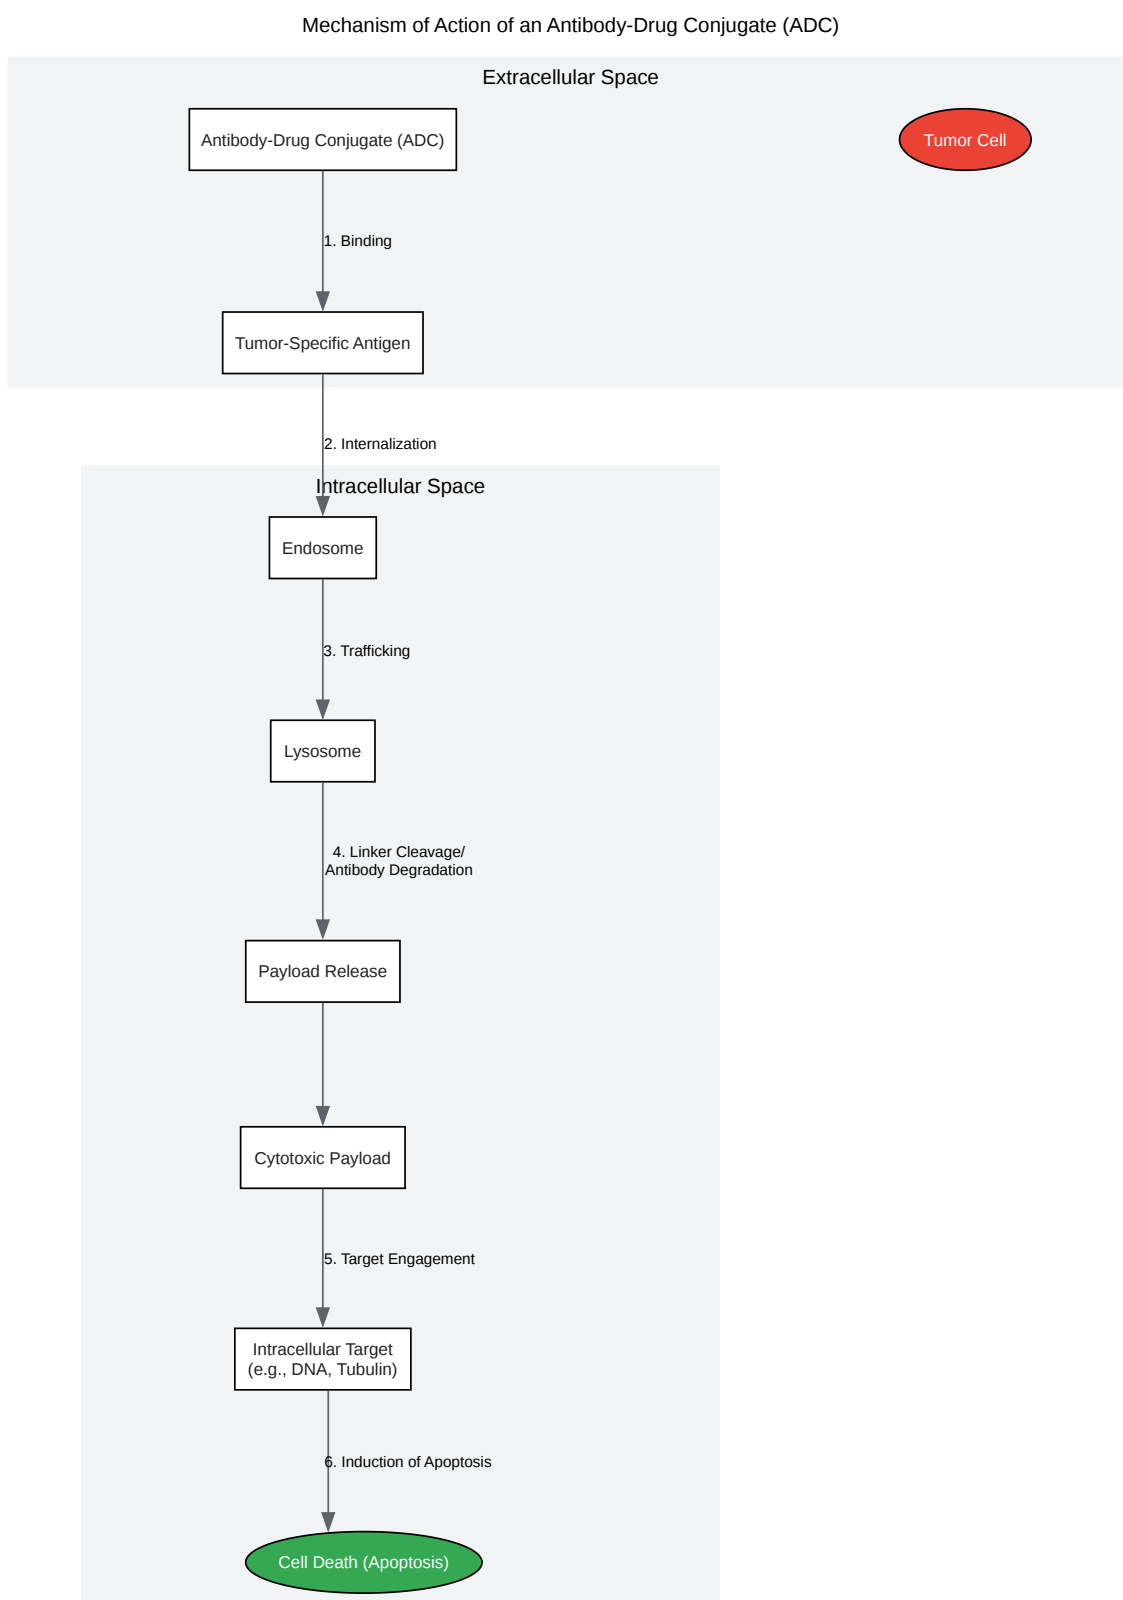 Mechanism of Action of an Antibody-Drug Conjugate (ADC)
Extracellular Space
Antibody-Drug Conjugate (ADC)
Tumor Cell
1. Binding
Tumor-Specific Antigen
2. Internalization
Intracellular Space
Endosome
3. Trafficking
Lysosome
4. Linker Cleavage/
Antibody Degradation
Payload Release
Cytotoxic Payload
5. Target Engagement
Intracellular Target
(e.g., DNA, Tubulin)
6. Induction of Apoptosis
Cell Death (Apoptosis)